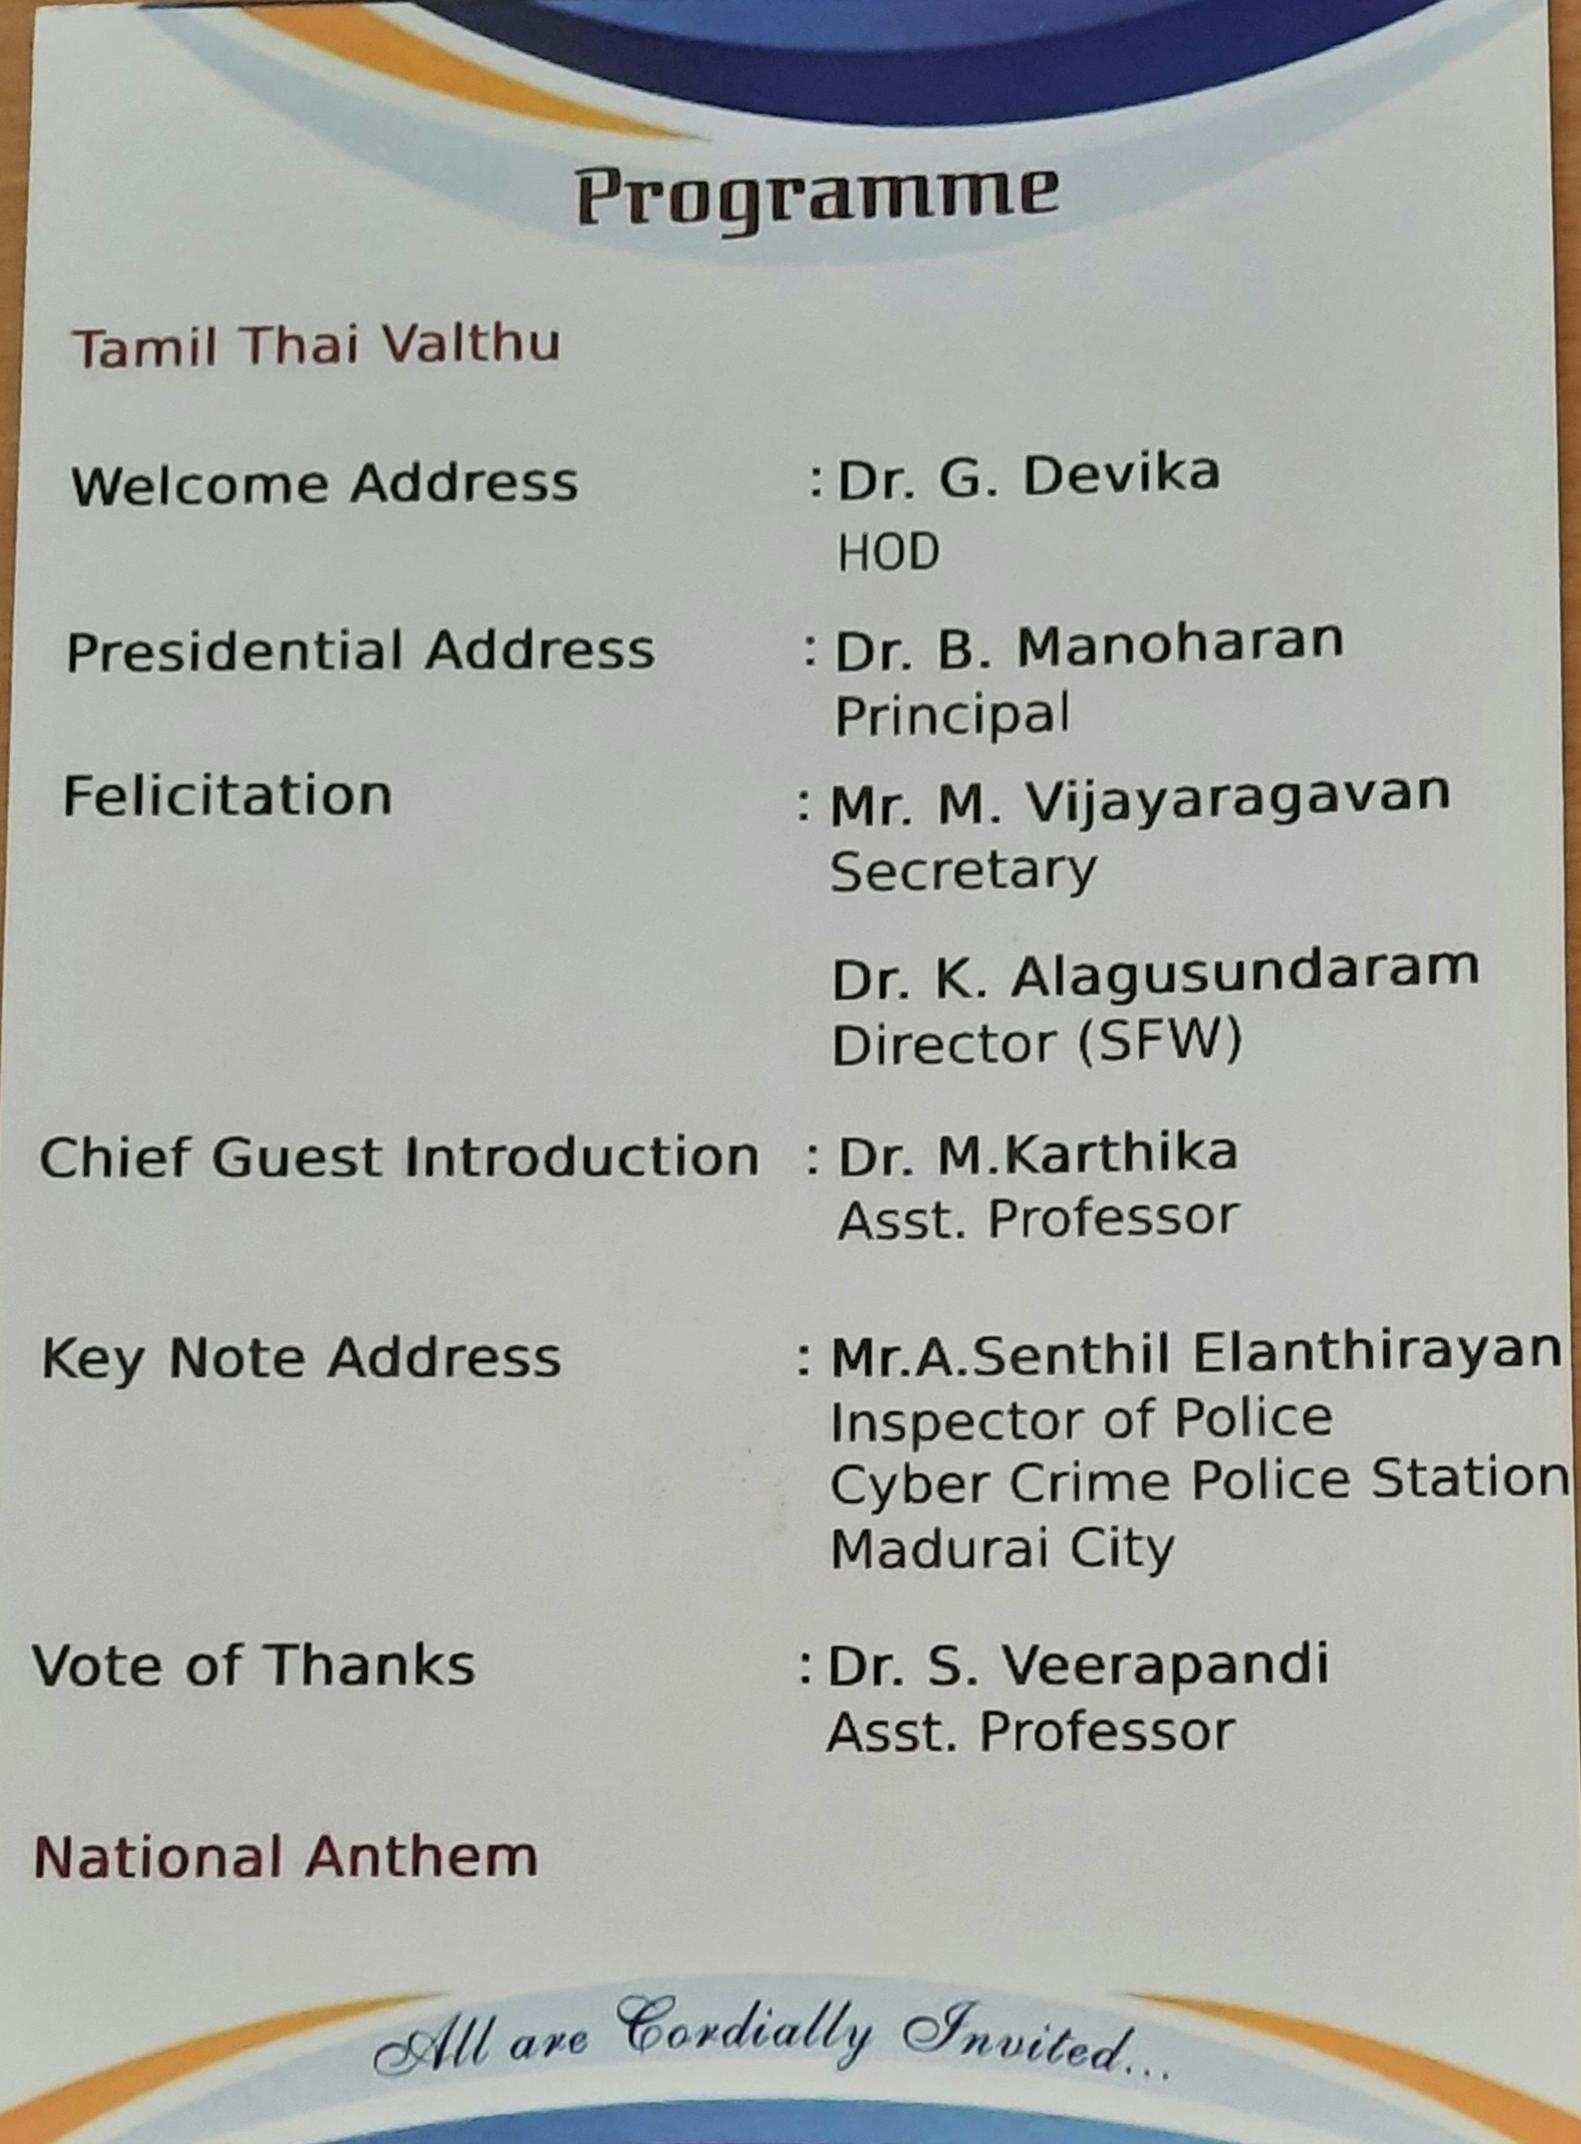 Programme
Tamil Thai Valthu
Welcome Address : Dr. G. Devika
HOD
Presidential Address : Dr. B. Manoharan
Principal
Felicitation : Mr. M. Vijayaragavan
Secretary
Dr. K. Alagusundaram
Director (SFW)
Chief Guest Introduction : Dr. M.Karthika
Asst. Professor
Key Note Address : Mr.A.Senthil Elanthirayan
Inspector of Police
Cyber Crime Police Station
Madurai City
Vote of Thanks : Dr. S. Veerapandi
Asst. Professor
National Anthem
All are Cordially Invited...